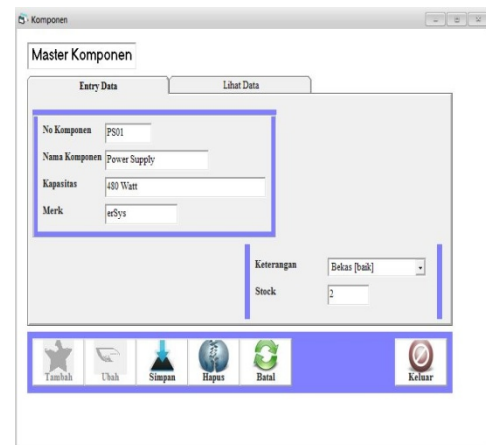 Komponen
Master Komponen
Entry Data Lihat Data
No Komponen PS01
Nama Komponen Power Supply
Kapasitas 480 Watt
Merk erSys
Keterangan Bekas [baik]
Stock 2
Tambah Ubah Simpan Hapus Batal Keluar